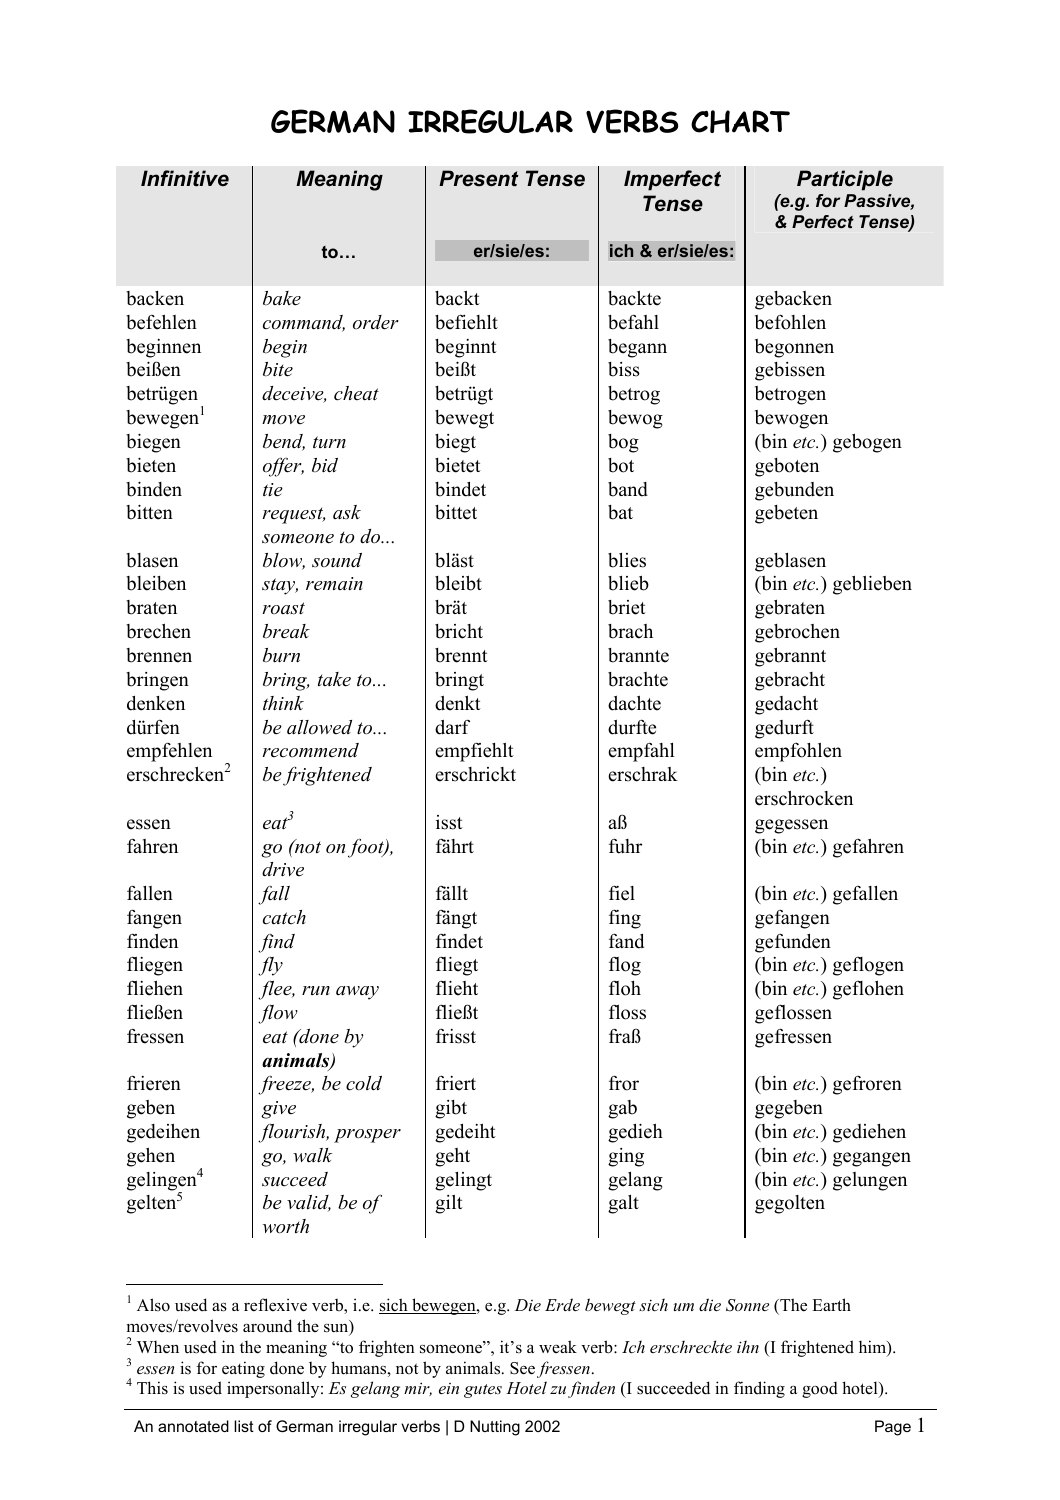 GERMAN IRREGULAR VERBS CHART
Infinitive Meaning Present Tense Imperfect Participle
Tense (e.g. for Passive,
& Perfect Tense)
to… er/sie/es: ich & er/sie/es:
backen bake backt backte gebacken
befehlen command, order befiehlt befahl befohlen
beginnen begin beginnt begann begonnen
beißen bite beißt biss gebissen
betrügen deceive, cheat betrügt betrog betrogen
bewegen1 move bewegt bewog bewogen
biegen bend, turn biegt bog (bin etc.) gebogen
bieten offer, bid bietet bot geboten
binden tie bindet band gebunden
bitten request, ask bittet bat gebeten
someone to do...
blasen blow, sound bläst blies geblasen
bleiben stay, remain bleibt blieb (bin etc.) geblieben
braten roast brät briet gebraten
brechen break bricht brach gebrochen
brennen burn brennt brannte gebrannt
bringen bring, take to... bringt brachte gebracht
denken think denkt dachte gedacht
dürfen be allowed to... darf durfte gedurft
empfehlen recommend empfiehlt empfahl empfohlen
erschrecken2 be frightened erschrickt erschrak (bin etc.)
erschrocken
essen eat3 isst aß gegessen
fahren go (not on foot), fährt fuhr (bin etc.) gefahren
drive
fallen fall fällt fiel (bin etc.) gefallen
fangen catch fängt fing gefangen
finden find findet fand gefunden
fliegen fly fliegt flog (bin etc.) geflogen
fliehen flee, run away flieht floh (bin etc.) geflohen
fließen flow fließt floss geflossen
fressen eat (done by frisst fraß gefressen
animals)
frieren freeze, be cold friert fror (bin etc.) gefroren
geben give gibt gab gegeben
gedeihen flourish, prosper gedeiht gedieh (bin etc.) gediehen
gehen go, walk geht ging (bin etc.) gegangen
gelingen4 succeed gelingt gelang (bin etc.) gelungen
gelten5 be valid, be of gilt galt gegolten
worth
1 Also used as a reflexive verb, i.e. sich bewegen, e.g. Die Erde bewegt sich um die Sonne (The Earth
moves/revolves around the sun)
2 When used in the meaning “to frighten someone”, it’s a weak verb: Ich erschreckte ihn (I frightened him).
3 essen is for eating done by humans, not by animals. See fressen.
4 This is used impersonally: Es gelang mir, ein gutes Hotel zu finden (I succeeded in finding a good hotel).
An annotated list of German irregular verbs | D Nutting 2002 Page 1